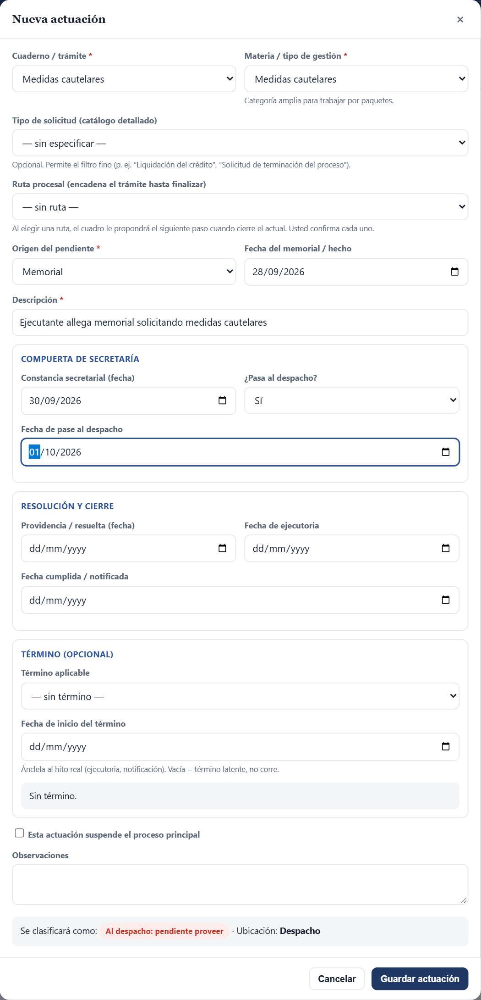 Nueva actuación
×
Cuaderno / trámite *
Materia / tipo de gestión *
Medidas cautelares
Medidas cautelares
Categoría amplia para trabajar por paquetes.
Tipo de solicitud (catálogo detallado)
— sin especificar —
Opcional. Permite el filtro fino (p. ej. “Liquidación del crédito”, “Solicitud de terminación del proceso”).
Ruta procesal (encadena el trámite hasta finalizar)
— sin ruta —
Al elegir una ruta, el cuadro le propondrá el siguiente paso cuando cierre el actual. Usted confirma cada uno.
Origen del pendiente *
Fecha del memorial / hecho
Memorial
28/09/2026
Descripción *
Ejecutante allega memorial solicitando medidas cautelares
COMPUERTA DE SECRETARÍA
Constancia secretarial (fecha)
¿Pasa al despacho?
30/09/2026
Sí
Fecha de pase al despacho
01/10/2026
RESOLUCIÓN Y CIERRE
Providencia / resuelta (fecha)
Fecha de ejecutoria
dd/mm/yyyy
dd/mm/yyyy
Fecha cumplida / notificada
dd/mm/yyyy
TÉRMINO (OPCIONAL)
Término aplicable
— sin término —
Fecha de inicio del término
dd/mm/yyyy
Ánclela al hito real (ejecutoria, notificación). Vacía = término latente, no corre.
Sin término.
Esta actuación suspende el proceso principal
Observaciones
Se clasificará como: Al despacho: pendiente proveer · Ubicación: Despacho
Cancelar
Guardar actuación